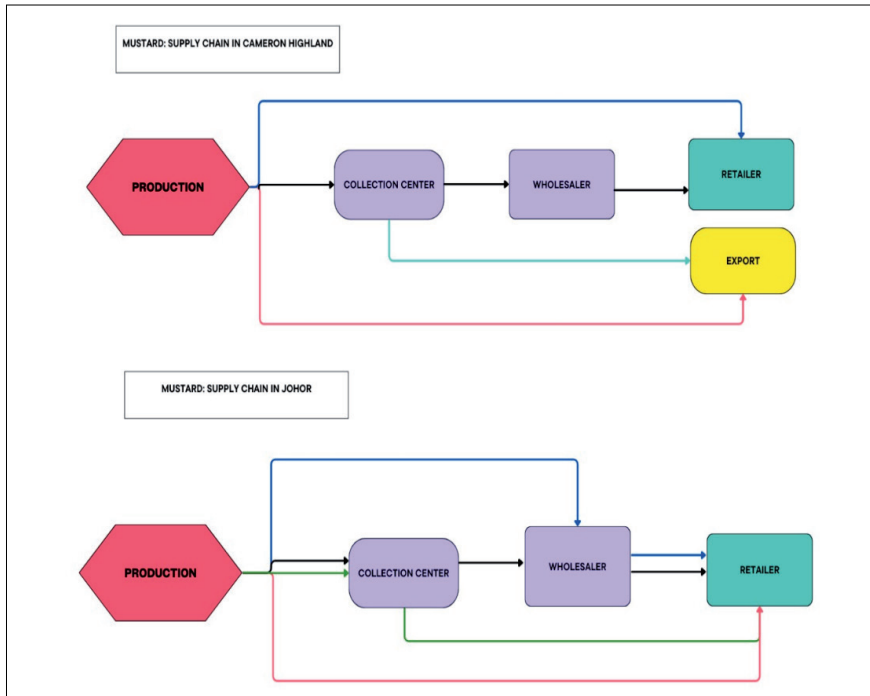 MUSTARD: SUPPLY CHAIN IN CAMERON HIGHLAND
PRODUCTION
COLLECTION CENTER
WHOLESALER
RETAILER
EXPORT
MUSTARD: SUPPLY CHAIN IN JOHOR
PRODUCTION
COLLECTION CENTER
WHOLESALER
RETAILER